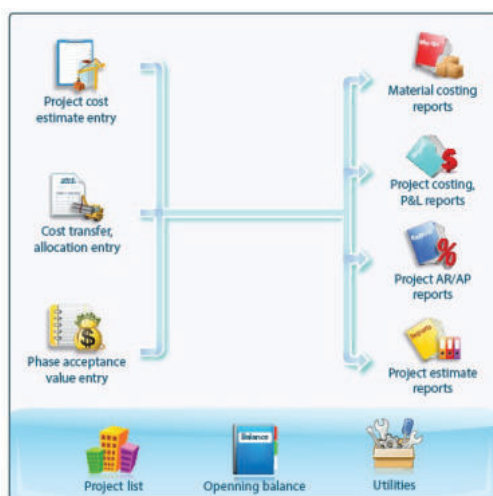 Project cost
estimate entry
Cost transfer,
allocation entry
Phase acceptance
value entry
Material costing
reports
Project costing,
P&L reports
Project AR/AP
reports
Project estimate
reports
Balance
Project list
Openning balance
Utilities